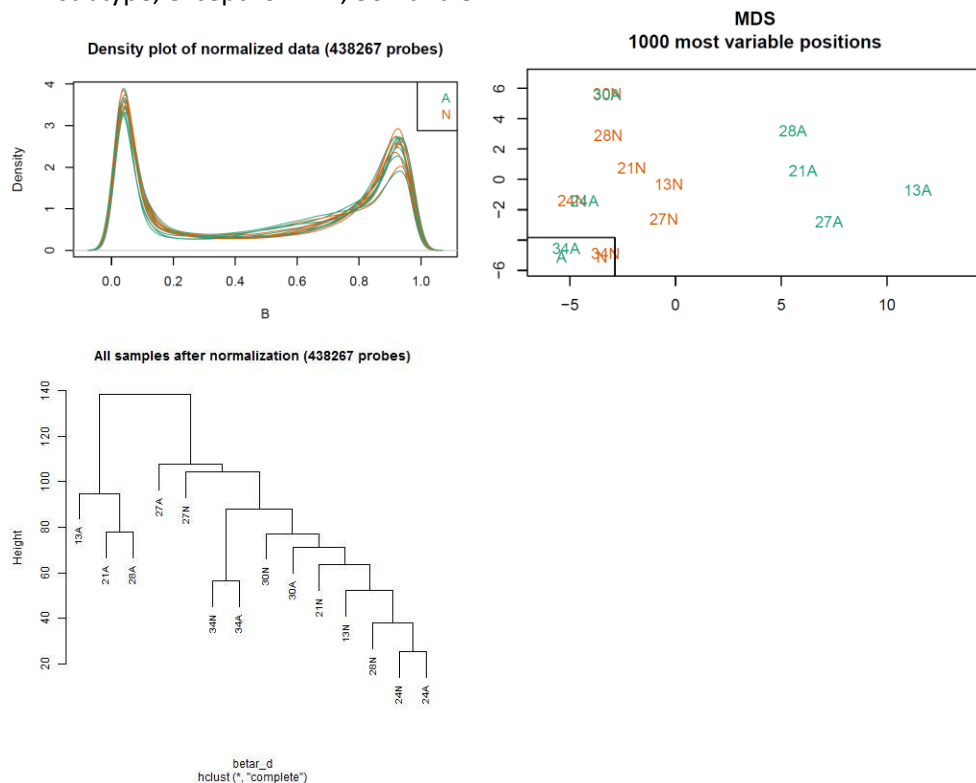 Density plot of normalized data (438267 probes)
4
3
2
1
0
Density
A
N
0.0 0.2 0.4 0.6 0.8 1.0
B
MDS
1000 most variable positions
6
4
2
0
-2
-4
-6
30A
28N
28A
21N
21A
13N
13A
24N
24A
27N
27A
34A
34N
A
N
-5 0 5 10
All samples after normalization (438267 probes)
140
120
100
80
60
40
20
Height
13A
21A
28A
27A
27N
34N
34A
30N
30A
21N
13N
28N
24N
24A
betar_d
hclust (*, "complete")